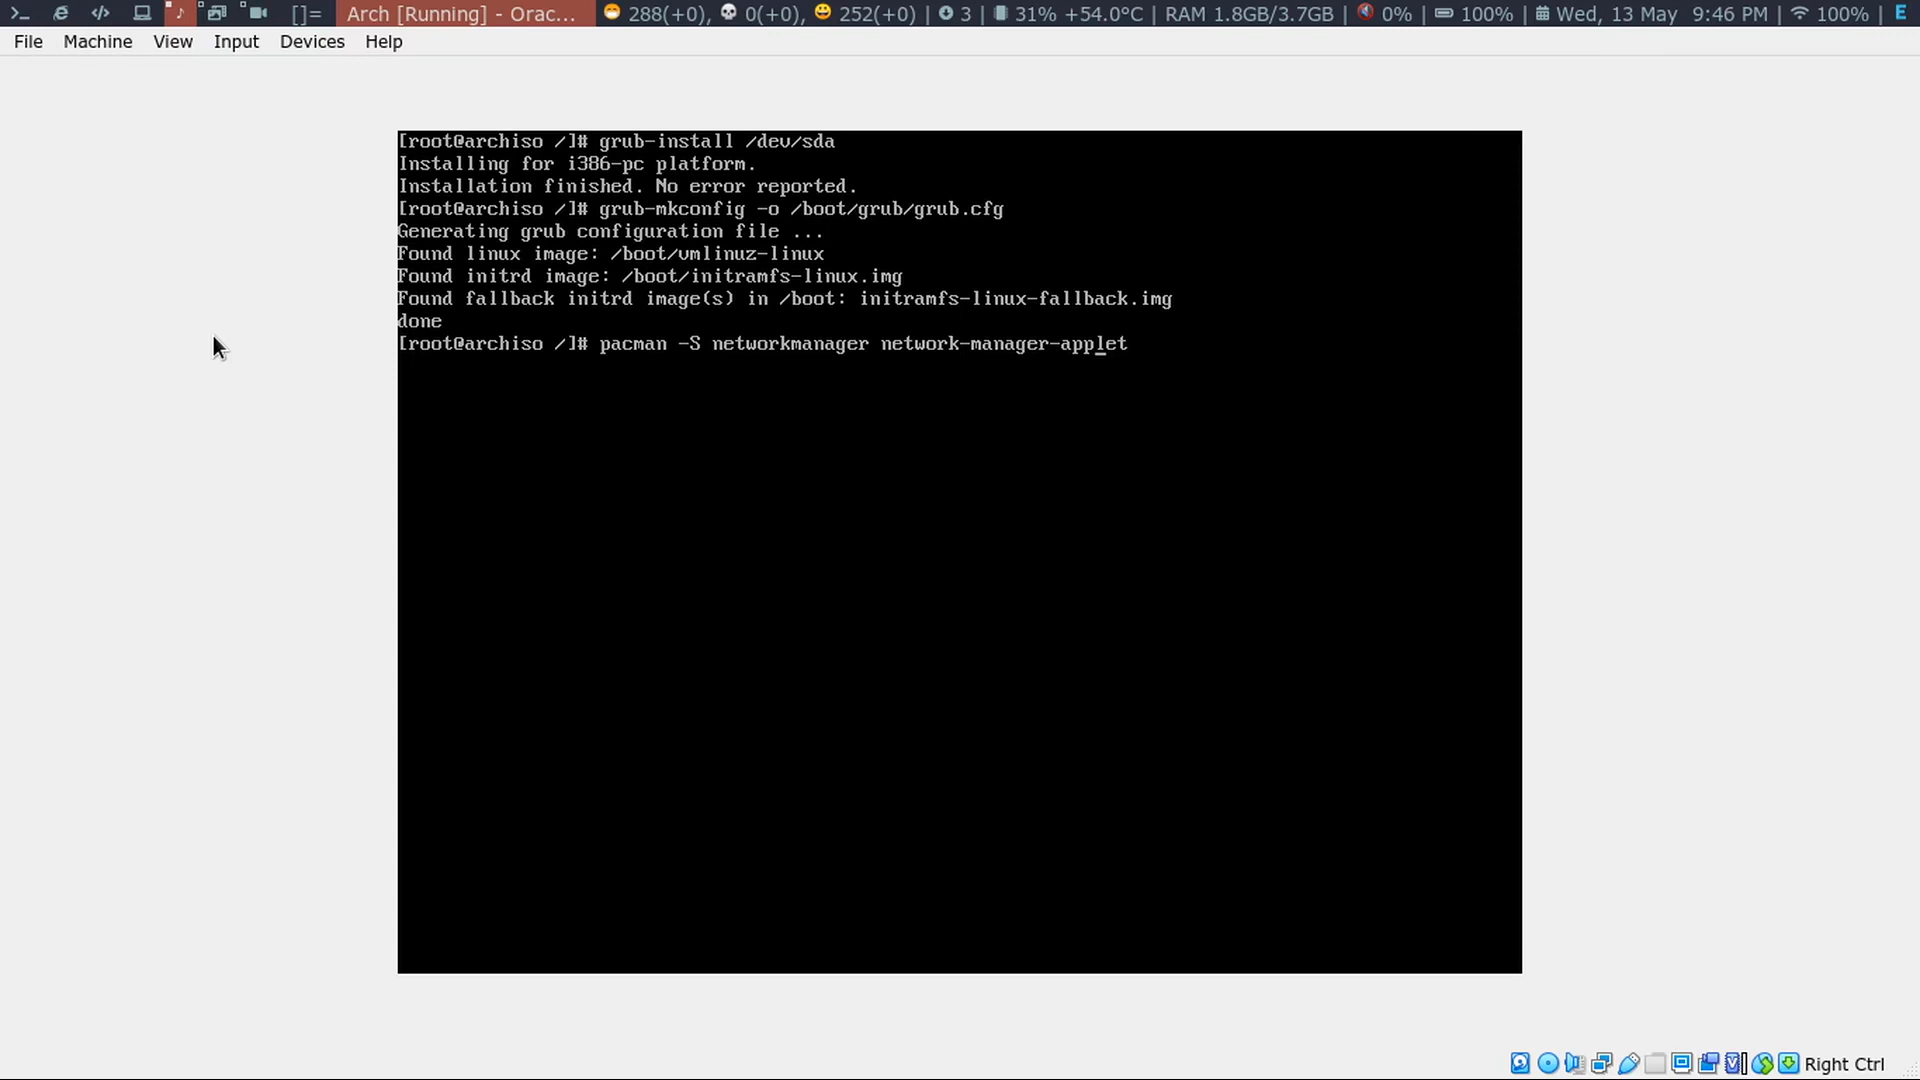 Arch [Running] - Orac... 288(+0), 0(+0), 252(+0) | 3 | 31% +54.0°C | RAM 1.8GB/3.7GB | 0% | 100% | Wed, 13 May 9:46 PM | 100% | E
File Machine View Input Devices Help
[root@archiso /]# grub-install /dev/sda
Installing for i386-pc platform.
Installation finished. No error reported.
[root@archiso /]# grub-mkconfig -o /boot/grub/grub.cfg
Generating grub configuration file ...
Found linux image: /boot/vmlinuz-linux
Found initrd image: /boot/initramfs-linux.img
Found fallback initrd image(s) in /boot: initramfs-linux-fallback.img
done
[root@archiso /]# pacman -S networkmanager network-manager-applet
Right Ctrl